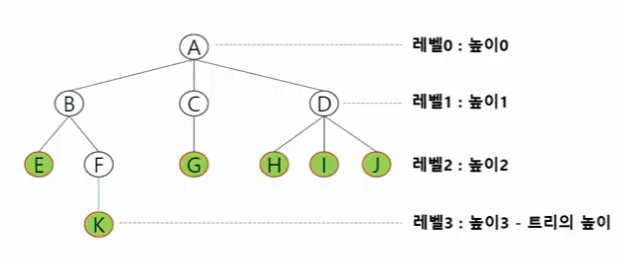 A
레벨0 : 높이0
B
C
D
레벨1 : 높이1
E
F
G
H
I
J
레벨2 : 높이2
K
레벨3 : 높이3 - 트리의 높이